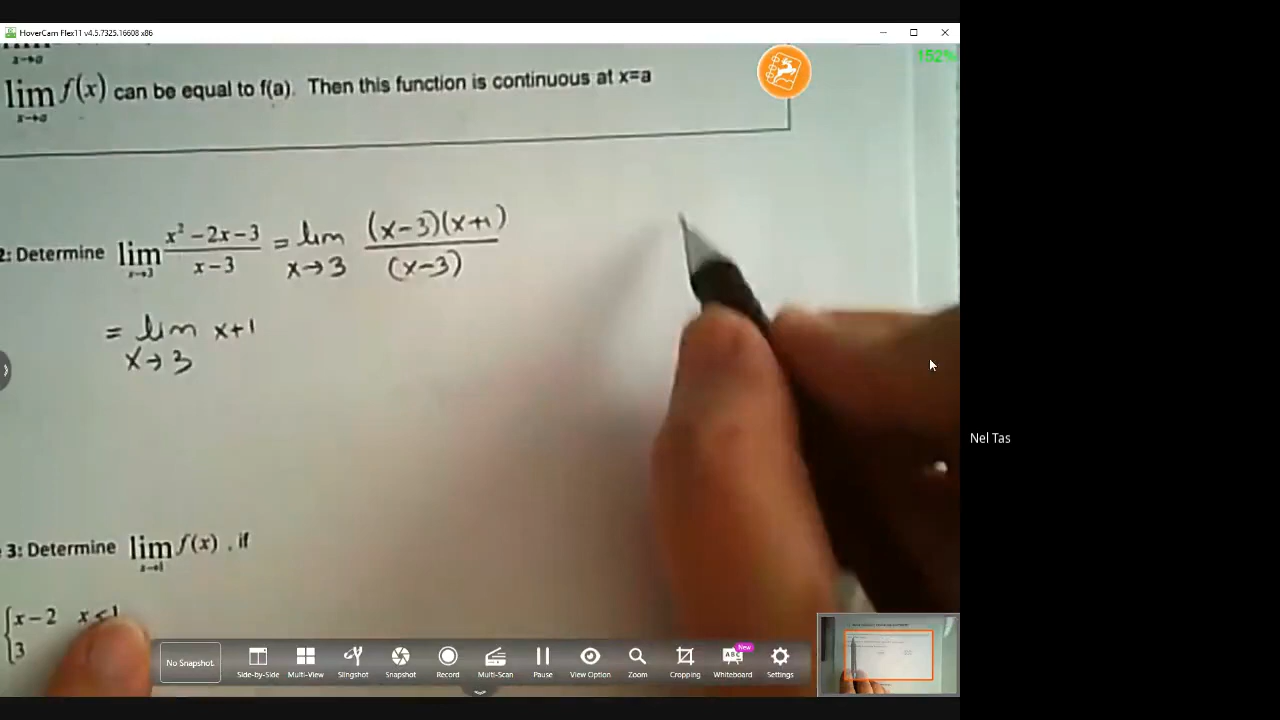 HoverCam Flex11 v4.5.7325.16608 x86
x→a
152%
lim f(x) can be equal to f(a). Then this function is continuous at x=a
x→a
2: Determine lim x² − 2x − 3 / x − 3 = lim (x−3)(x+1) / (x−3)
x→3 x→3
= lim x+1
x→3
Nel Tas
3: Determine lim f(x) , if
x→1
{x − 2 x < 1
3
No Snapshot
Side-by-Side Multi-View Slingshot Snapshot Record Multi-Scan Pause View Option Zoom Cropping ABC New Whiteboard Settings